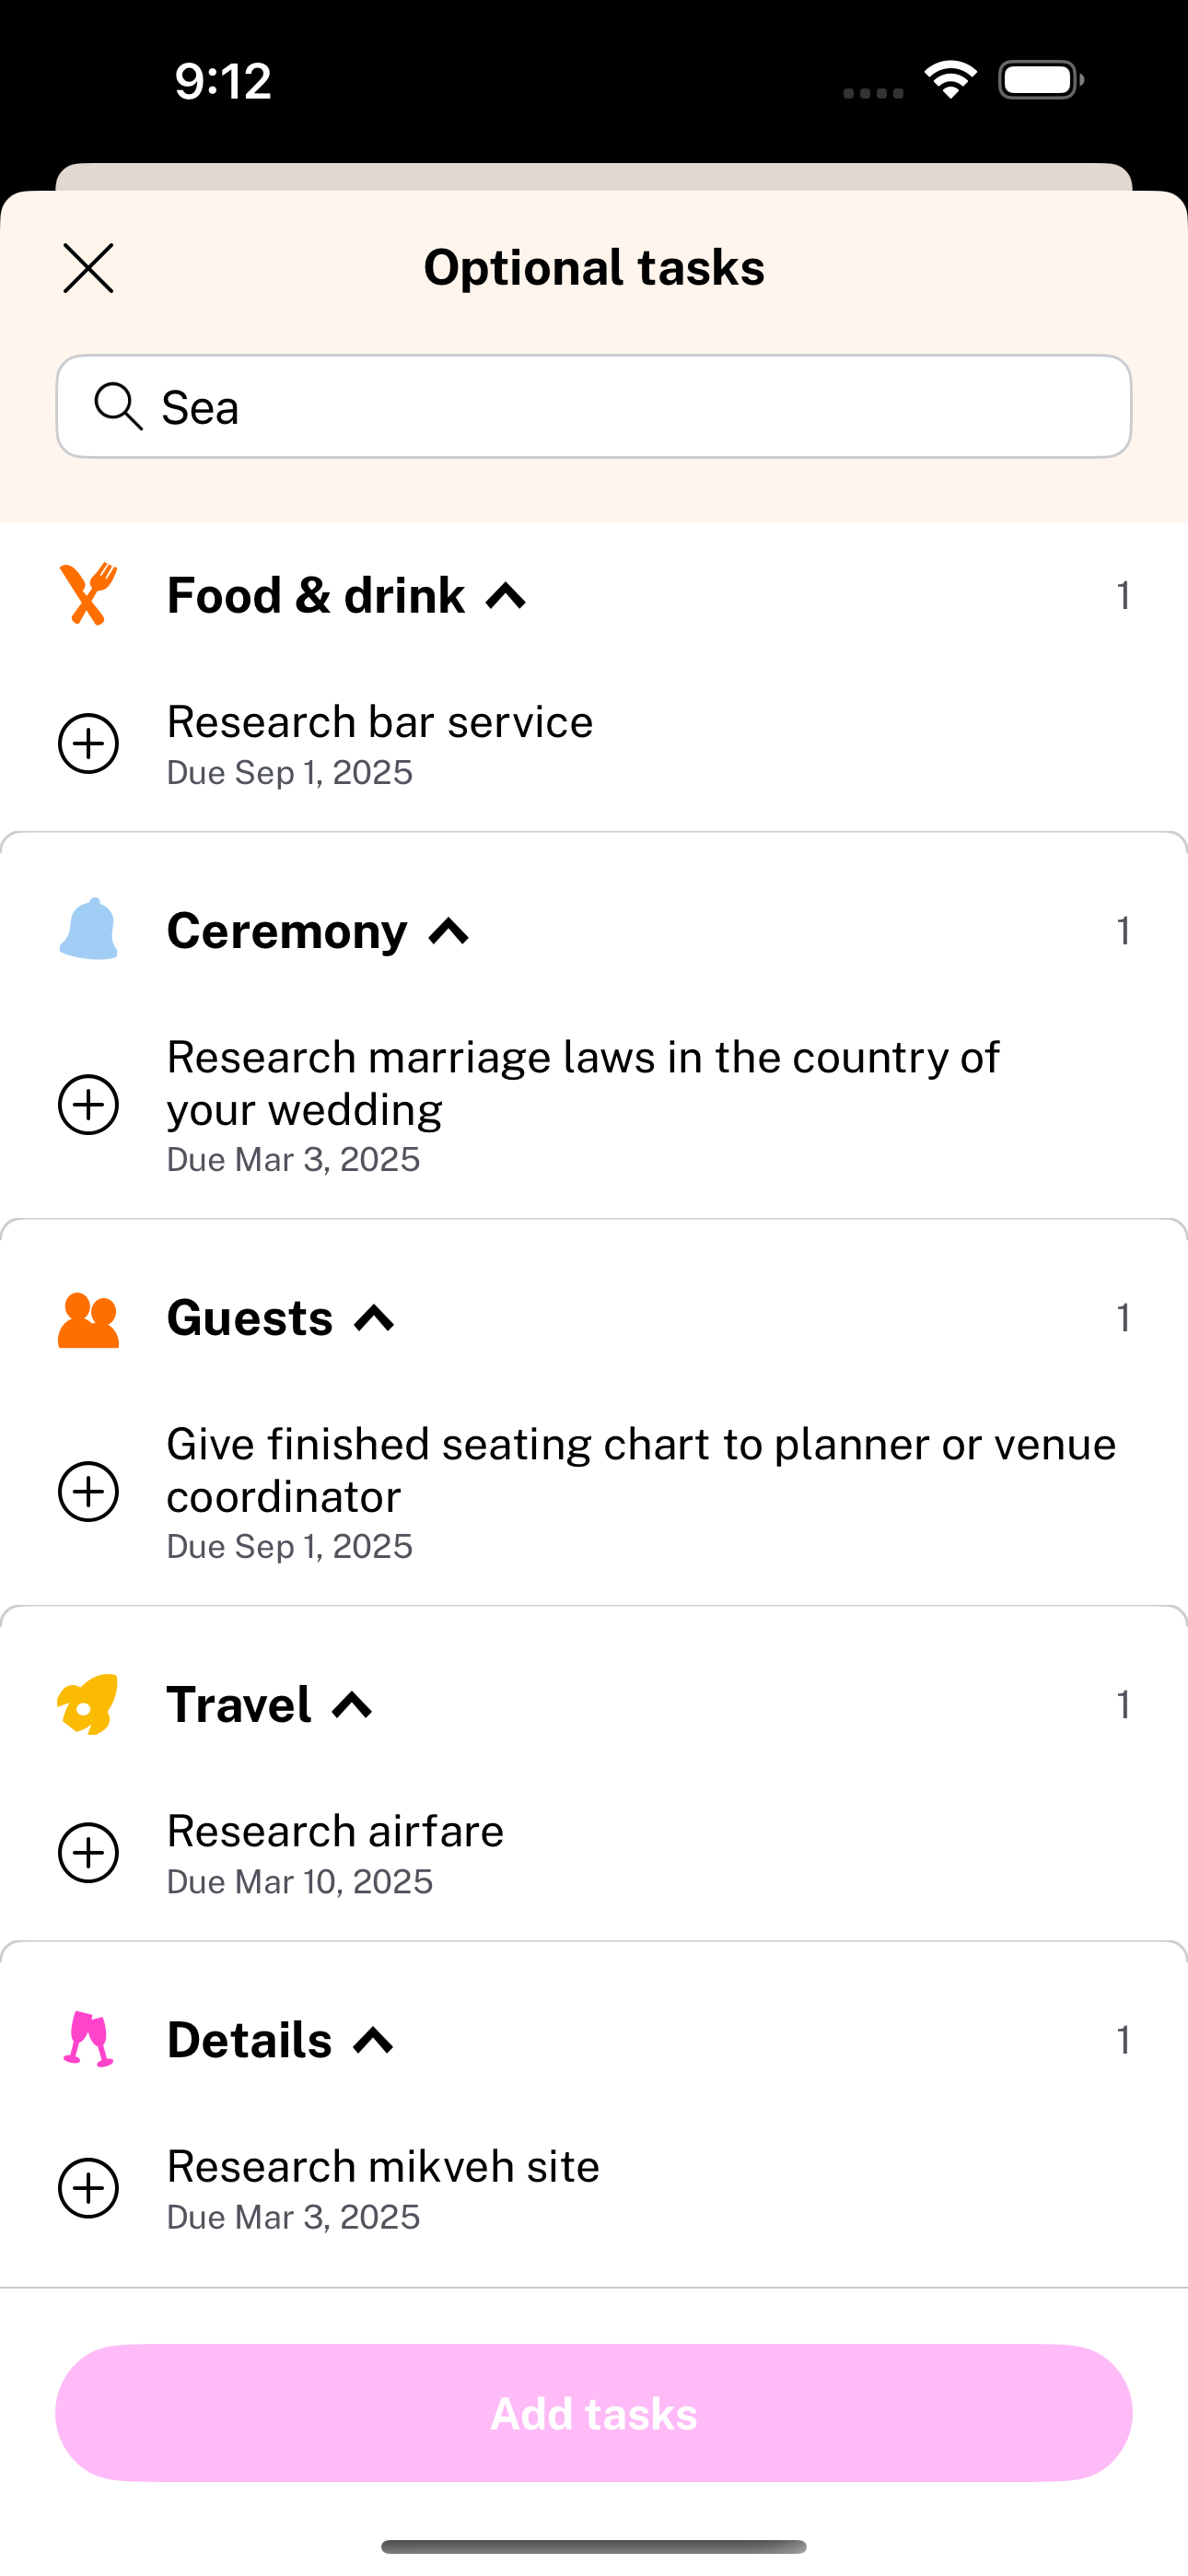 9:12
Optional tasks
Sea
Food & drink
1
Research bar service
Due Sep 1, 2025
Ceremony
1
Research marriage laws in the country of
your wedding
Due Mar 3, 2025
Guests
1
Give finished seating chart to planner or venue
coordinator
Due Sep 1, 2025
Travel
1
Research airfare
Due Mar 10, 2025
Details
1
Research mikveh site
Due Mar 3, 2025
Add tasks